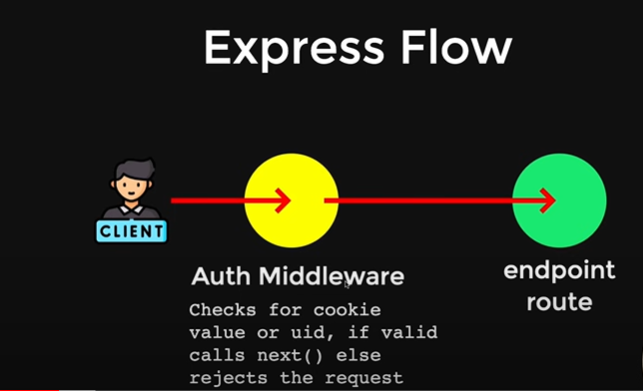 Express Flow
CLIENT
Auth Middleware
endpoint
route
Checks for cookie
value or uid, if valid
calls next() else
rejects the request